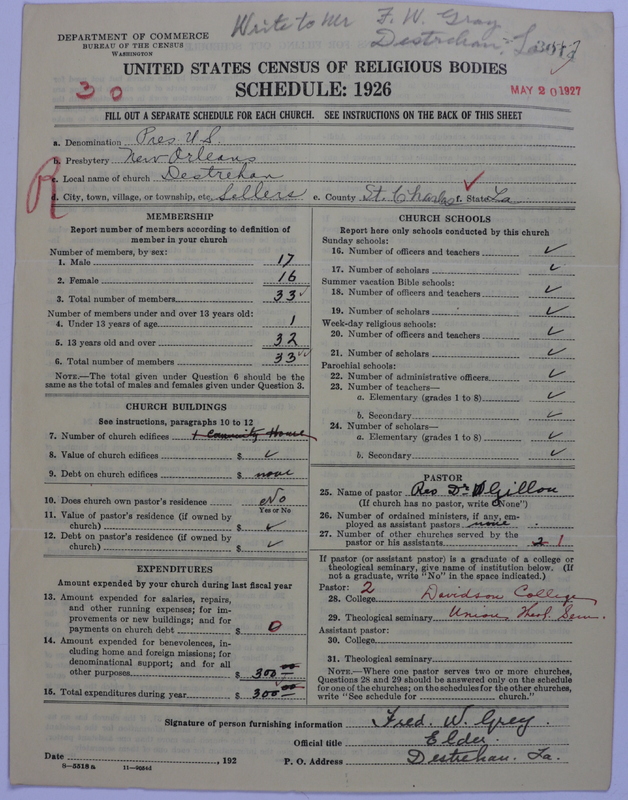 Write to Mr F. W. Gray
Destrehan, La
DEPARTMENT OF COMMERCE
BUREAU OF THE CENSUS
WASHINGTON
UNITED STATES CENSUS OF RELIGIOUS BODIES
30
SCHEDULE: 1926
MAY 20 1927
FILL OUT A SEPARATE SCHEDULE FOR EACH CHURCH. SEE INSTRUCTIONS ON THE BACK OF THIS SHEET
a. Denomination Pres U.S.
b. Presbytery New Orleans
c. Local name of church Destrehan
d. City, town, village, or township, etc. Sellers e. County St. Charles f. State La
MEMBERSHIP
Report number of members according to definition of
member in your church
Number of members, by sex:
1. Male 17
2. Female 16
3. Total number of members 33
Number of members under and over 13 years old:
4. Under 13 years of age 1
5. 13 years old and over 32
6. Total number of members 33
NOTE.—The total given under Question 6 should be the
same as the total of males and females given under Question 3.
CHURCH BUILDINGS
See instructions, paragraphs 10 to 12
7. Number of church edifices 1 Community House
8. Value of church edifices $ ✓
9. Debt on church edifices $ none
10. Does church own pastor's residence No
Yes or No
11. Value of pastor's residence (if owned by
church) $ ✓
12. Debt on pastor's residence (if owned by
church) $ ✓
EXPENDITURES
Amount expended by your church during last fiscal year
13. Amount expended for salaries, repairs,
and other running expenses; for im-
provements or new buildings; and for
payments on church debt $ 0
14. Amount expended for benevolences, in-
cluding home and foreign missions; for
denominational support; and for all
other purposes $ 300 00
15. Total expenditures during year $ 300 00
CHURCH SCHOOLS
Report here only schools conducted by this church
Sunday schools:
16. Number of officers and teachers ✓
17. Number of scholars ✓
Summer vacation Bible schools:
18. Number of officers and teachers ✓
19. Number of scholars ✓
Week-day religious schools:
20. Number of officers and teachers ✓
21. Number of scholars ✓
Parochial schools:
22. Number of administrative officers ✓
23. Number of teachers—
a. Elementary (grades 1 to 8) ✓
b. Secondary ✓
24. Number of scholars—
a. Elementary (grades 1 to 8) ✓
b. Secondary ✓
PASTOR
25. Name of pastor Rev Dr Gillon
(If church has no pastor, write "None")
26. Number of ordained ministers, if any, em-
ployed as assistant pastors none
27. Number of other churches served by the
pastor or his assistants 2 1
If pastor (or assistant pastor) is a graduate of a college or
theological seminary, give name of institution below. (If
not a graduate, write "No" in the space indicated.)
Pastor: 2
28. College Davidson College
29. Theological seminary Union Theol Sem.
Assistant pastor:
30. College
31. Theological seminary
NOTE.—Where one pastor serves two or more churches,
Questions 28 and 29 should be answered only on the schedule
for one of the churches; on the schedules for the other churches,
write "See schedule for church."
Signature of person furnishing information Fred. W. Grey.
Official title Elder.
Date , 192 P. O. Address Destrehan. La.
8—5518a 11—9054d